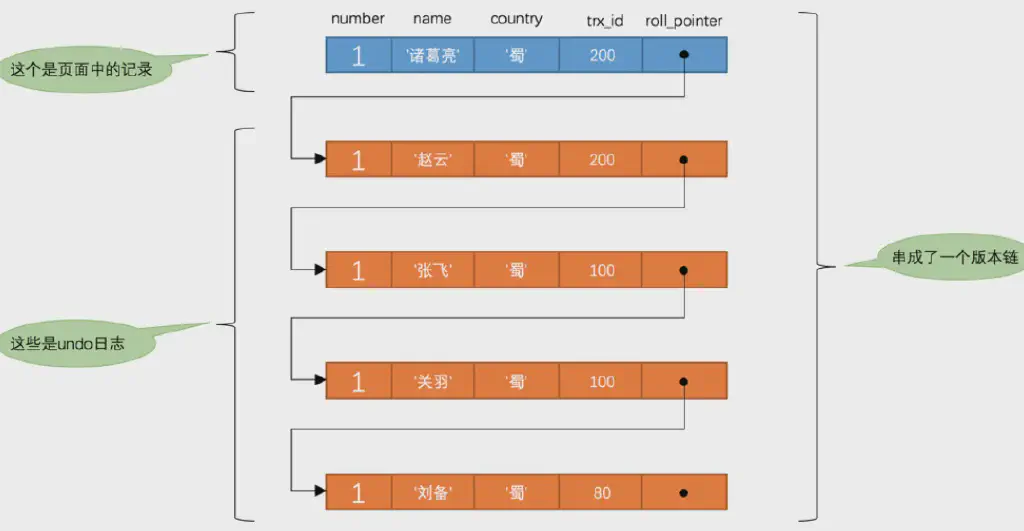 number name country trx_id roll_pointer
1 '诸葛亮' '蜀' 200
这个是页面中的记录
1 '赵云' '蜀' 200
1 '张飞' '蜀' 100
串成了一个版本链
这些是undo日志
1 '关羽' '蜀' 100
1 '刘备' '蜀' 80